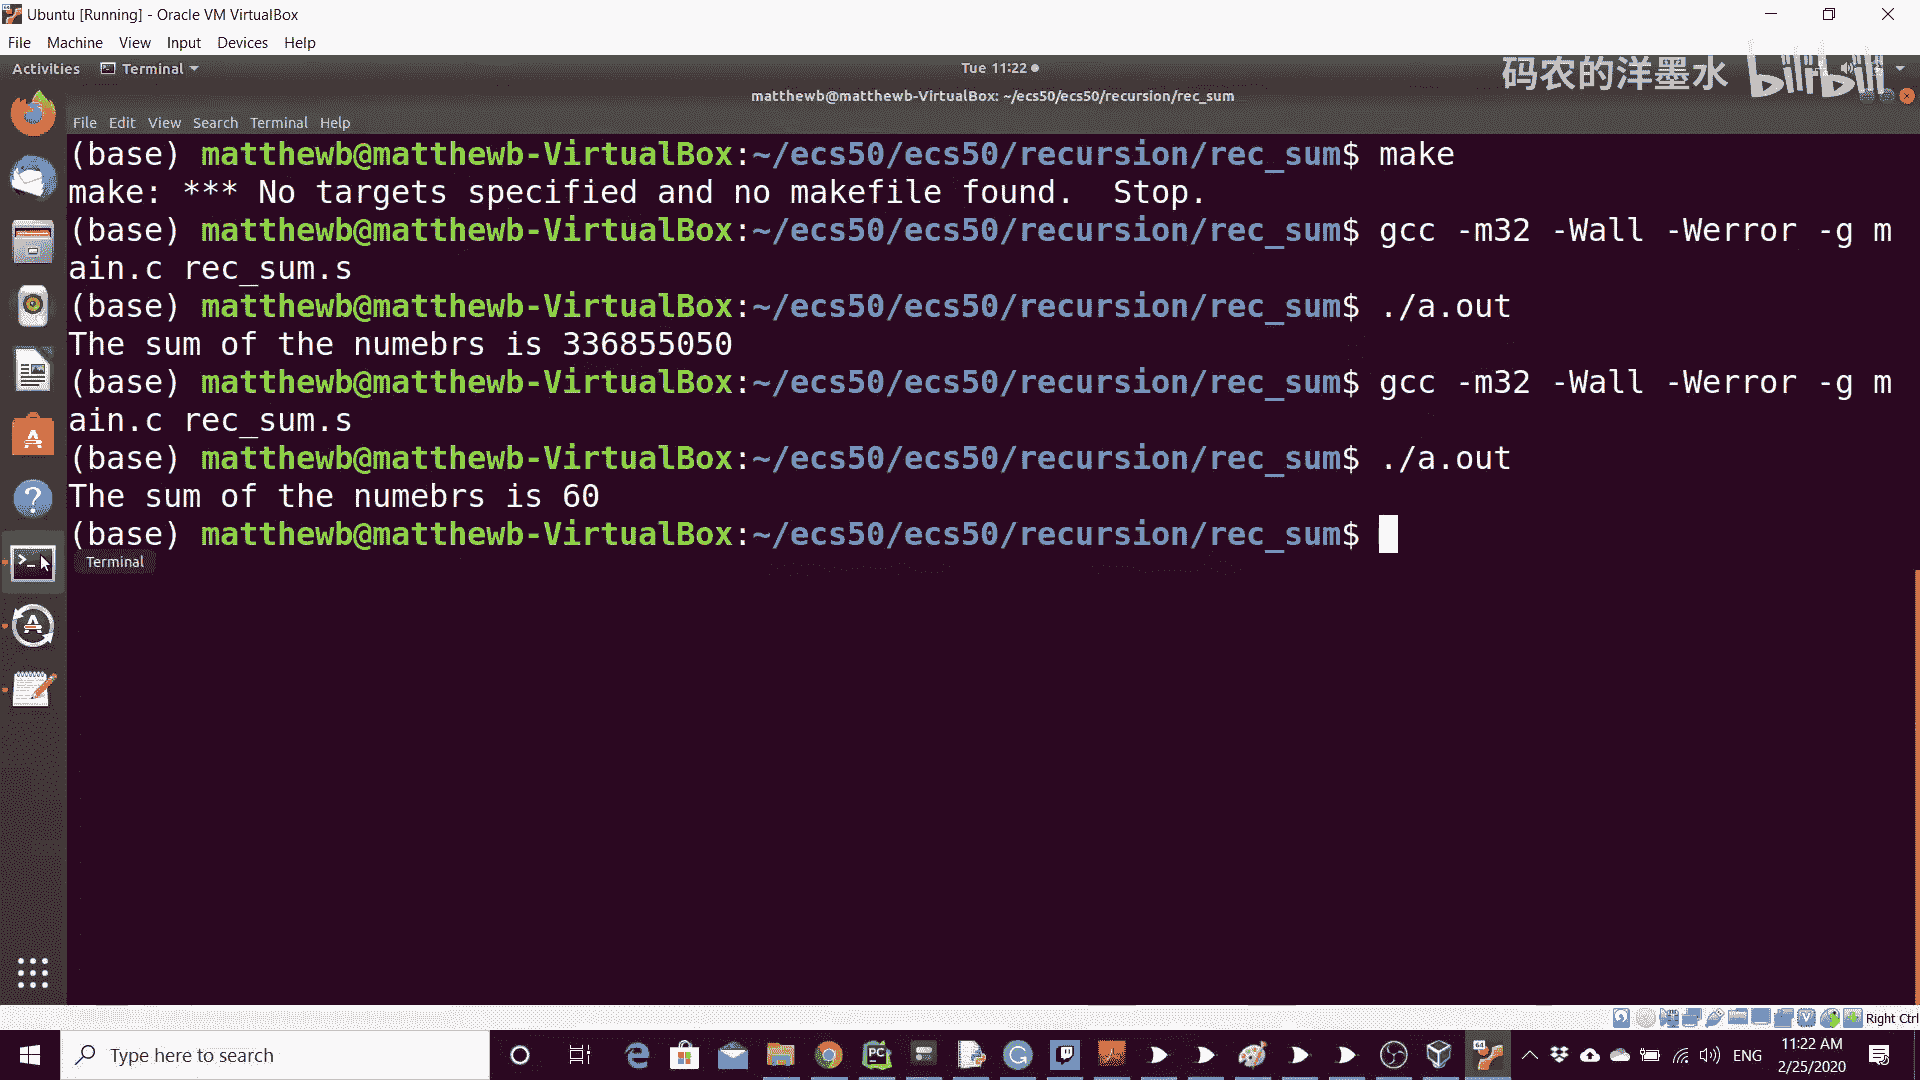 Ubuntu [Running] - Oracle VM VirtualBox
File Machine View Input Devices Help
Activities Terminal Tue 11:22
码农的洋墨水 bilibili
matthewb@matthewb-VirtualBox: ~/ecs50/ecs50/recursion/rec_sum
File Edit View Search Terminal Help
(base) matthewb@matthewb-VirtualBox:~/ecs50/ecs50/recursion/rec_sum$ make
make: *** No targets specified and no makefile found.  Stop.
(base) matthewb@matthewb-VirtualBox:~/ecs50/ecs50/recursion/rec_sum$ gcc -m32 -Wall -Werror -g m
ain.c rec_sum.s
(base) matthewb@matthewb-VirtualBox:~/ecs50/ecs50/recursion/rec_sum$ ./a.out
The sum of the numebrs is 336855050
(base) matthewb@matthewb-VirtualBox:~/ecs50/ecs50/recursion/rec_sum$ gcc -m32 -Wall -Werror -g m
ain.c rec_sum.s
(base) matthewb@matthewb-VirtualBox:~/ecs50/ecs50/recursion/rec_sum$ ./a.out
The sum of the numebrs is 60
(base) matthewb@matthewb-VirtualBox:~/ecs50/ecs50/recursion/rec_sum$
Terminal
Right Ctrl
Type here to search
ENG
11:22 AM
2/25/2020